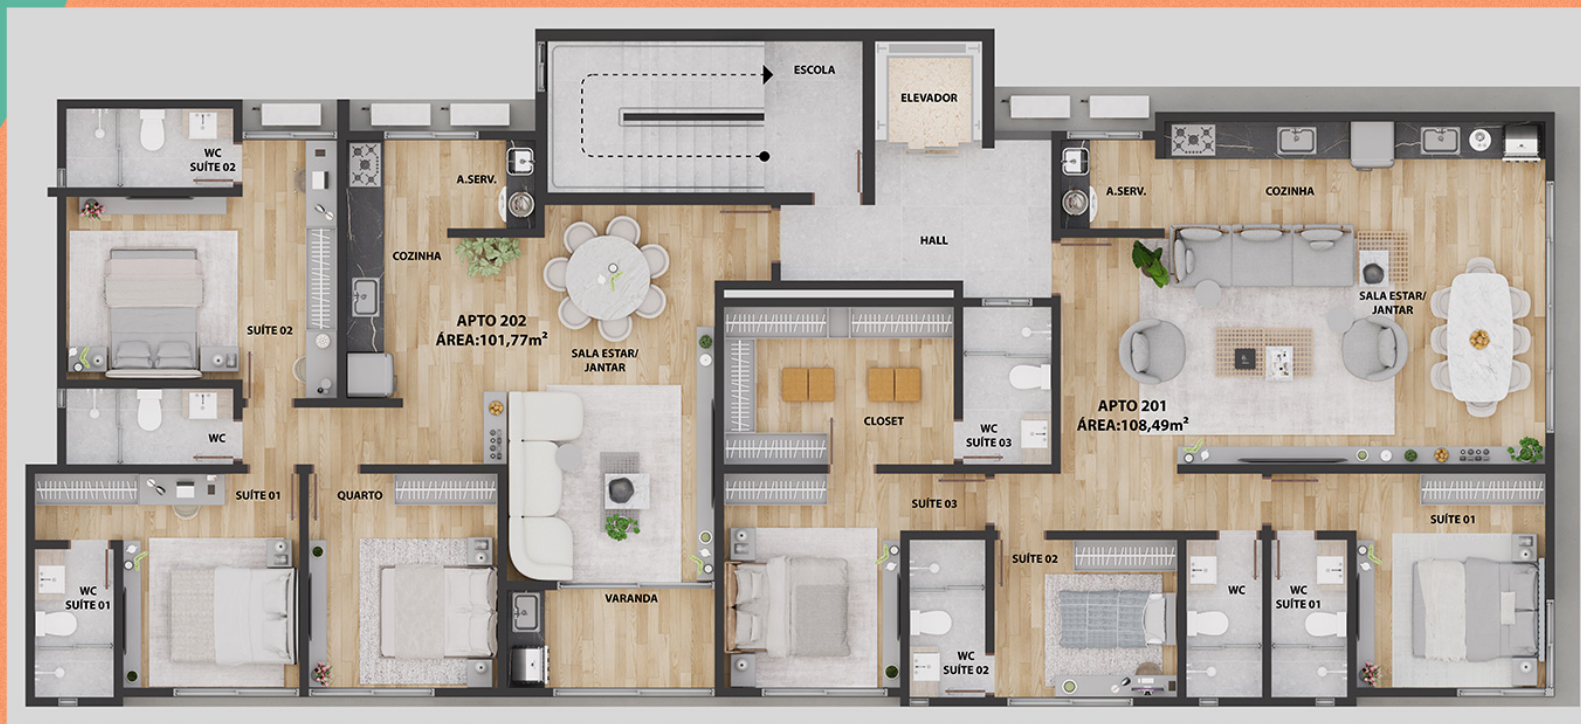 ESCOLA
ELEVADOR
WC
SUÍTE 02
A.SERV.
COZINHA
SUÍTE 02
APTO 202
ÁREA:101,77m²
SALA ESTAR/
JANTAR
WC
SUÍTE 01
QUARTO
WC
SUÍTE 01
VARANDA
HALL
A.SERV.
COZINHA
SALA ESTAR/
JANTAR
APTO 201
ÁREA:108,49m²
CLOSET
WC
SUÍTE 03
SUÍTE 03
SUÍTE 02
WC
SUÍTE 02
WC
WC
SUÍTE 01
SUÍTE 01